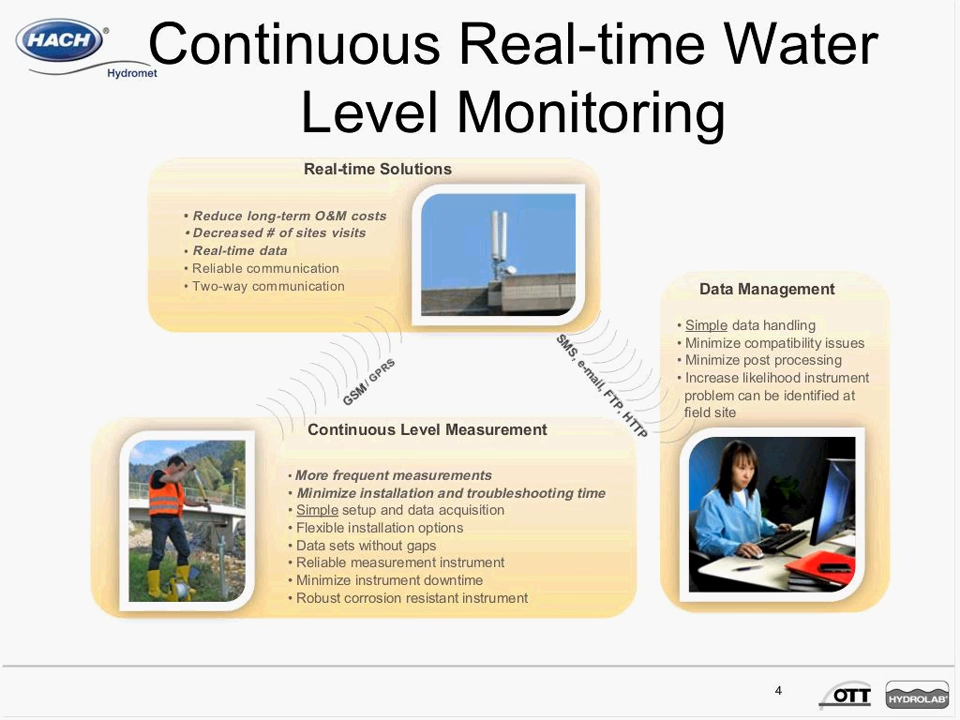 HACH®
Hydromet
Continuous Real-time Water
Level Monitoring
Real-time Solutions
• Reduce long-term O&M costs
• Decreased # of sites visits
• Real-time data
• Reliable communication
• Two-way communication
GSM / GPRS
SMS, e-mail, FTP, HTTP
Continuous Level Measurement
• More frequent measurements
• Minimize installation and troubleshooting time
• Simple setup and data acquisition
• Flexible installation options
• Data sets without gaps
• Reliable measurement instrument
• Minimize instrument downtime
• Robust corrosion resistant instrument
Data Management
• Simple data handling
• Minimize compatibility issues
• Minimize post processing
• Increase likelihood instrument
problem can be identified at
field site
4
OTT
HYDROLAB®